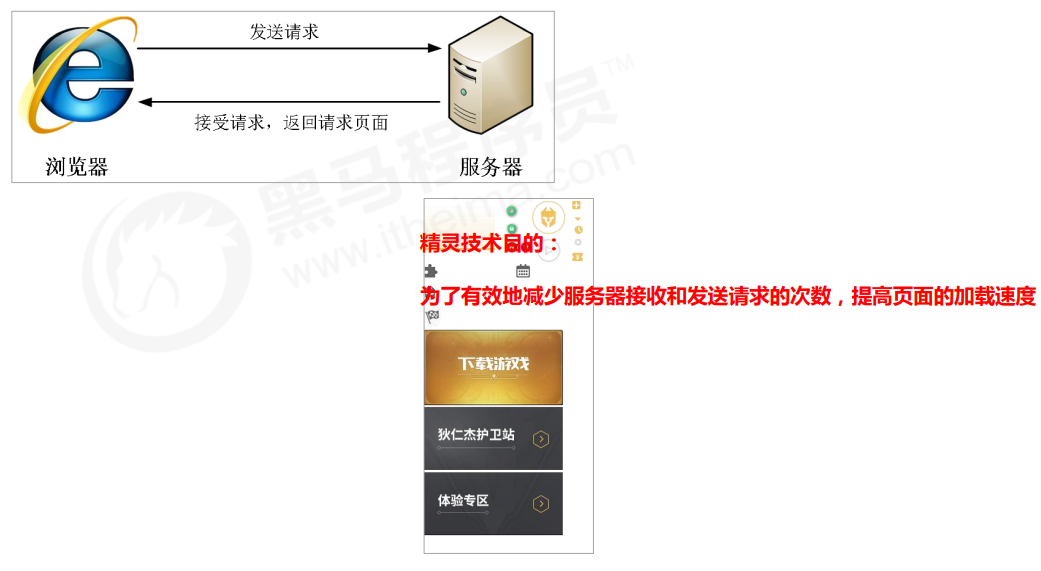 发送请求
接受请求，返回请求页面
浏览器
服务器
黑马程序员™
www.itheima.com
精灵技术目的：
为了有效地减少服务器接收和发送请求的次数，提高页面的加载速度
下载游戏
狄仁杰护卫站
体验专区